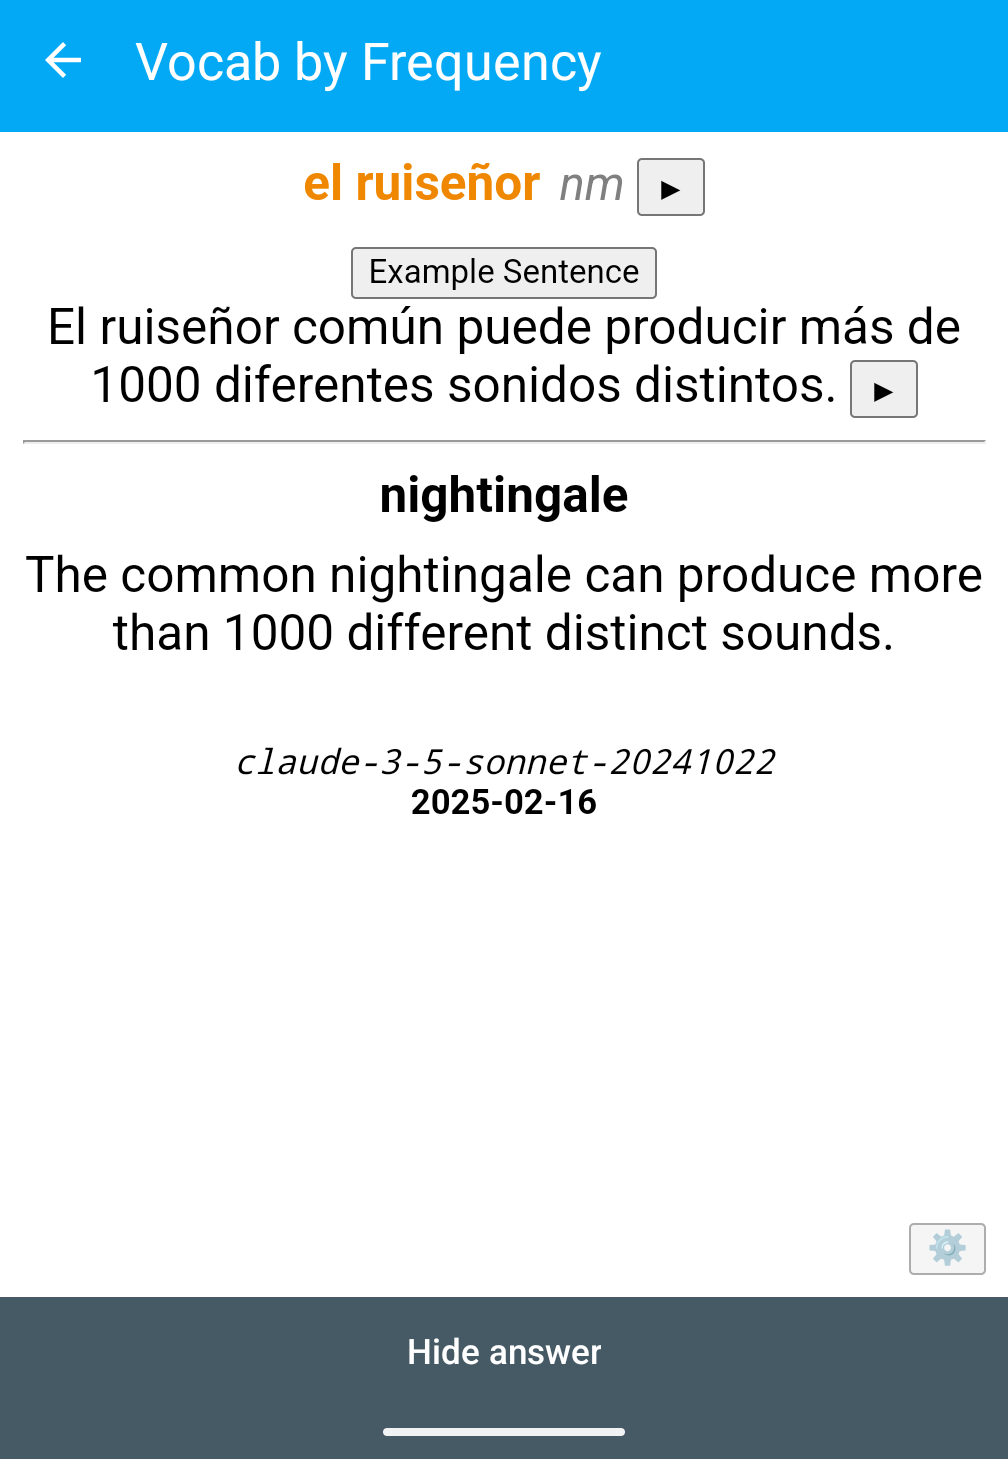 Vocab by Frequency
el ruiseñor nm ▶
Example Sentence
El ruiseñor común puede producir más de
1000 diferentes sonidos distintos. ▶
nightingale
The common nightingale can produce more
than 1000 different distinct sounds.
claude-3-5-sonnet-20241022
2025-02-16
Hide answer